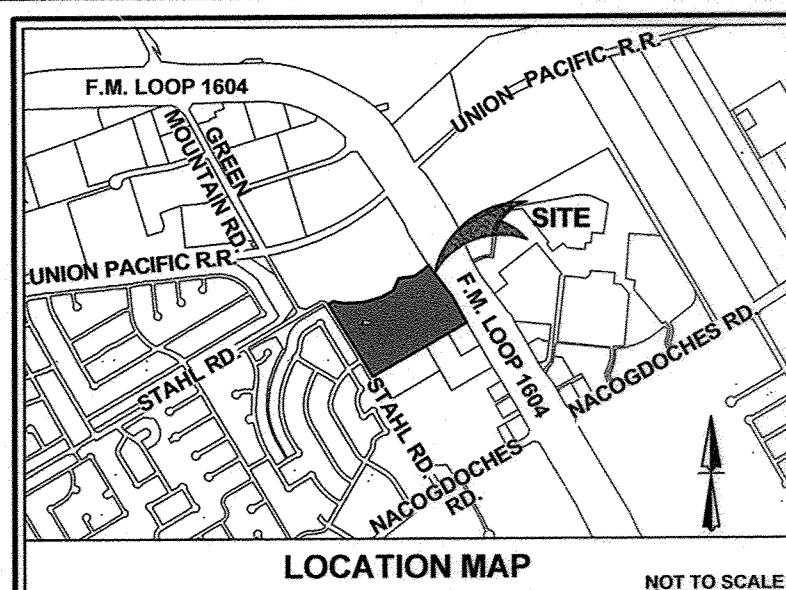 F.M. LOOP 1604
UNION PACIFIC R.R.
GREEN
MOUNTAIN RD.
SITE
UNION PACIFIC R.R.
F.M. LOOP 1604
STAHL RD.
STAHL RD.
NACOGDOCHES RD.
NACOGDOCHES
RD.
LOCATION MAP
NOT TO SCALE